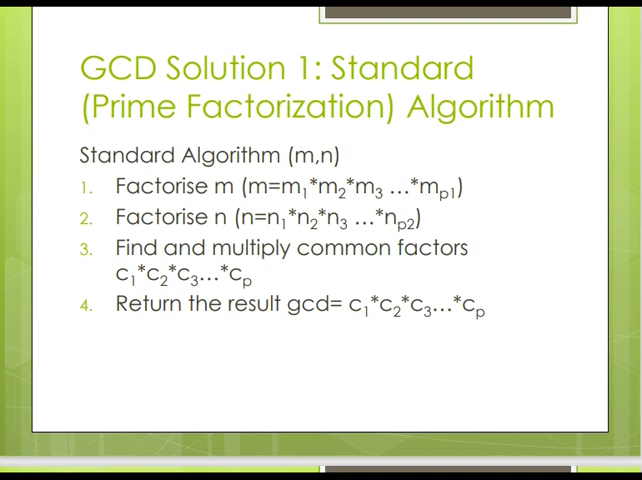 GCD Solution 1: Standard
(Prime Factorization) Algorithm
Standard Algorithm (m,n)
1. Factorise m (m=m₁*m₂*m₃ …*mₚ₁)
2. Factorise n (n=n₁*n₂*n₃ …*nₚ₂)
3. Find and multiply common factors
c₁*c₂*c₃…*cₚ
4. Return the result gcd= c₁*c₂*c₃…*cₚ